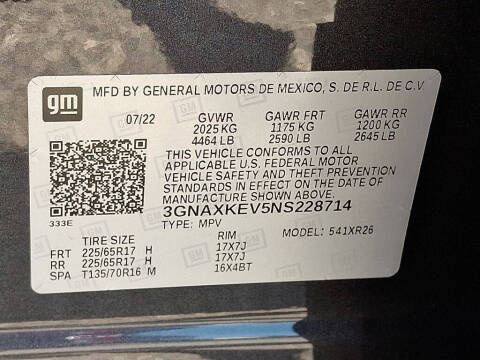 gm MFD BY GENERAL MOTORS DE MEXICO, S. DE R.L. DE C.V
07/22 GVWR GAWR FRT GAWR RR
2025 KG 1175 KG 1200 KG
4464 LB 2590 LB 2645 LB
THIS VEHICLE CONFORMS TO ALL
APPLICABLE U.S. FEDERAL MOTOR
VEHICLE SAFETY AND THEFT PREVENTION
STANDARDS IN EFFECT ON THE DATE OF
MANUFACTURE SHOWN ABOVE.
333E 3GNAXKEV5NS228714
TYPE: MPV MODEL: 541XR26
TIRE SIZE RIM
FRT 225/65R17 H 17X7J
RR 225/65R17 H 17X7J
SPA T135/70R16 M 16X4BT